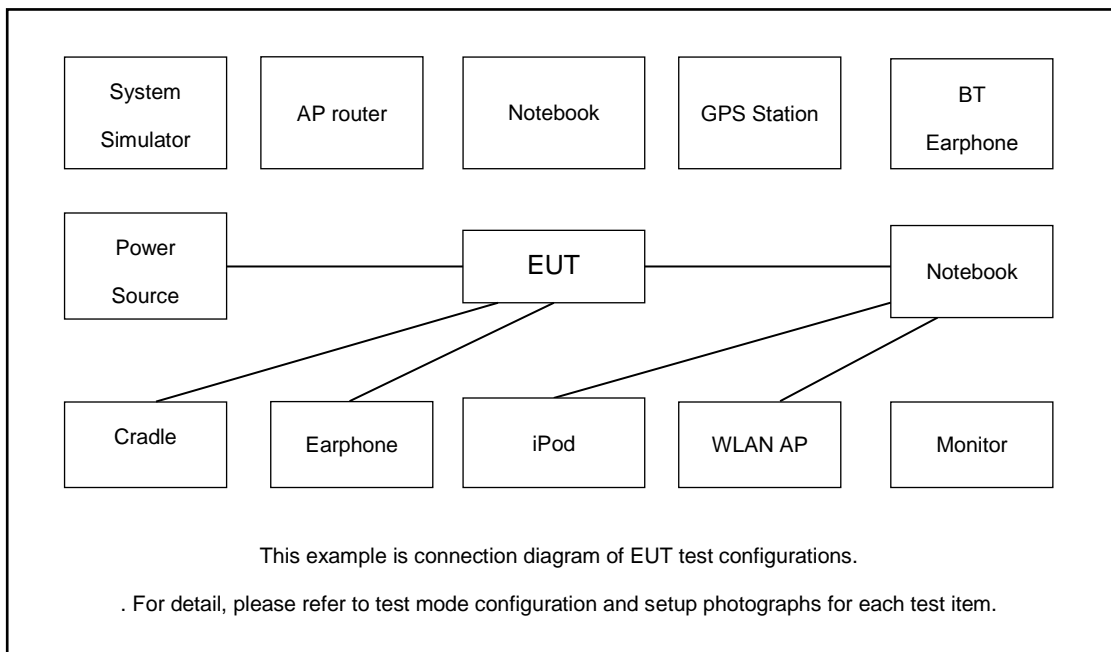 System
Simulator
AP router
Notebook
GPS Station
BT
Earphone
Power
Source
EUT
Notebook
Cradle
Earphone
iPod
WLAN AP
Monitor
This example is connection diagram of EUT test configurations.
. For detail, please refer to test mode configuration and setup photographs for each test item.